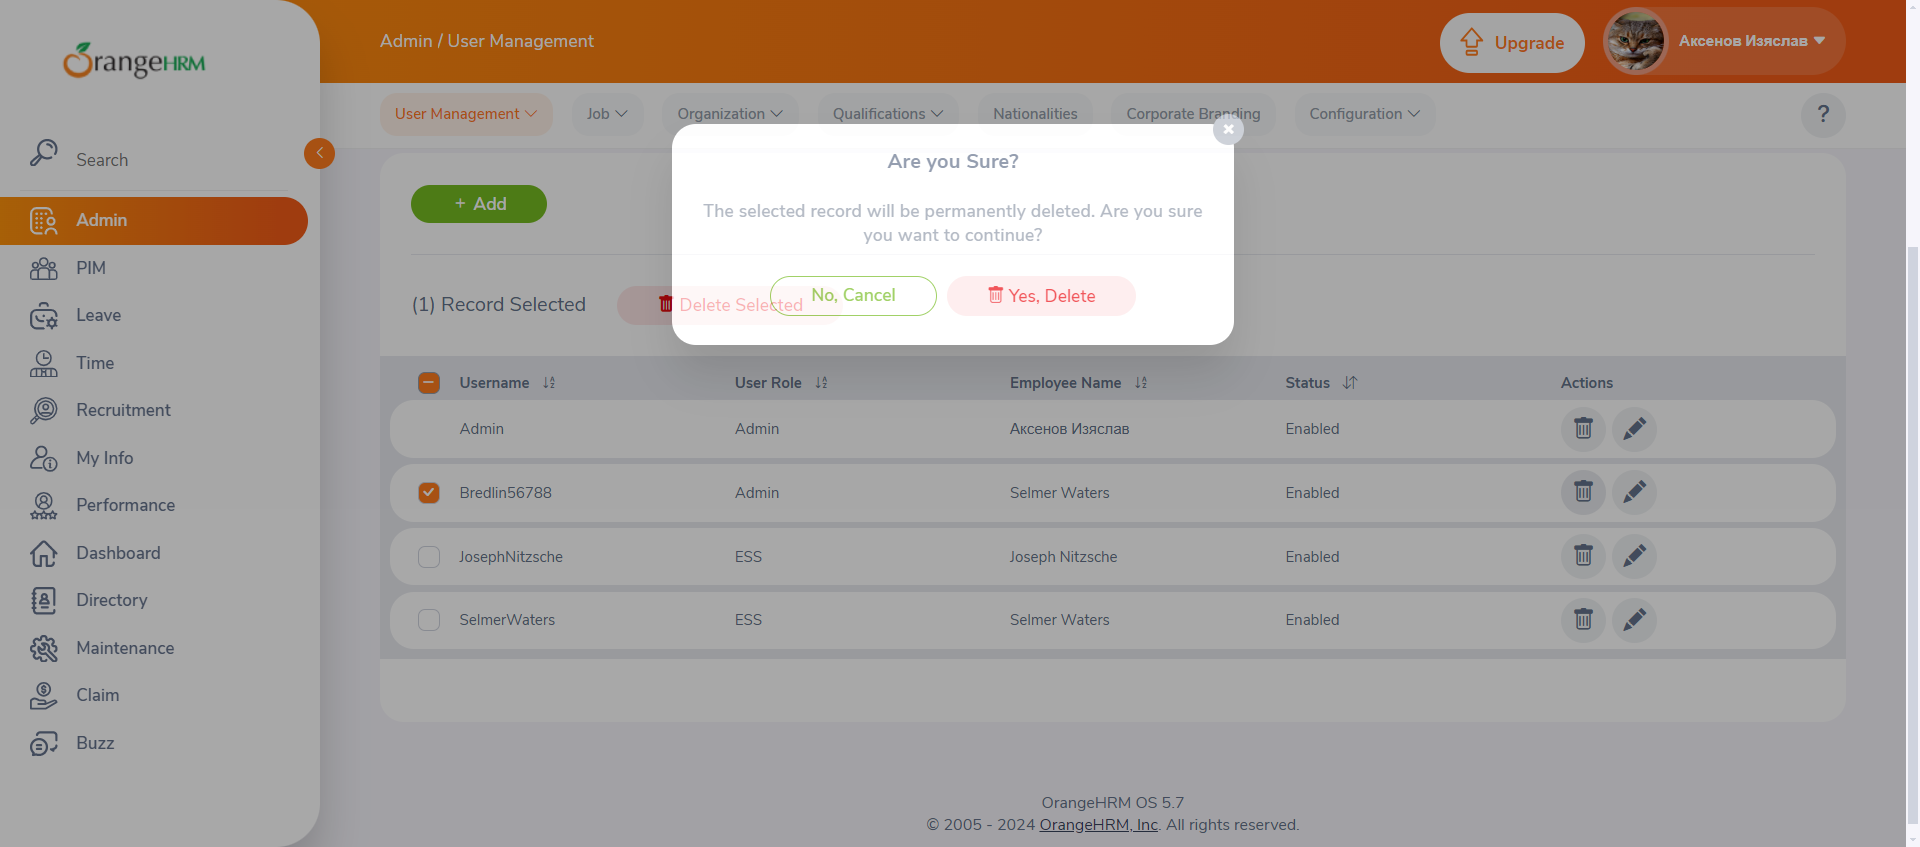 OrangeHRM
Admin / User Management
Upgrade
Аксенов Изяслав
User Management
Job
Organization
Qualifications
Nationalities
Corporate Branding
Configuration
?
Search
Admin
PIM
Leave
Time
Recruitment
My Info
Performance
Dashboard
Directory
Maintenance
Claim
Buzz
+ Add
Are you Sure?
The selected record will be permanently deleted. Are you sure
you want to continue?
No, Cancel
Yes, Delete
(1) Record Selected
Delete Selected
Username User Role Employee Name Status Actions
Admin Admin Аксенов Изяслав Enabled
Bredlin56788 Admin Selmer Waters Enabled
JosephNitzsche ESS Joseph Nitzsche Enabled
SelmerWaters ESS Selmer Waters Enabled
OrangeHRM OS 5.7
© 2005 - 2024 OrangeHRM, Inc. All rights reserved.